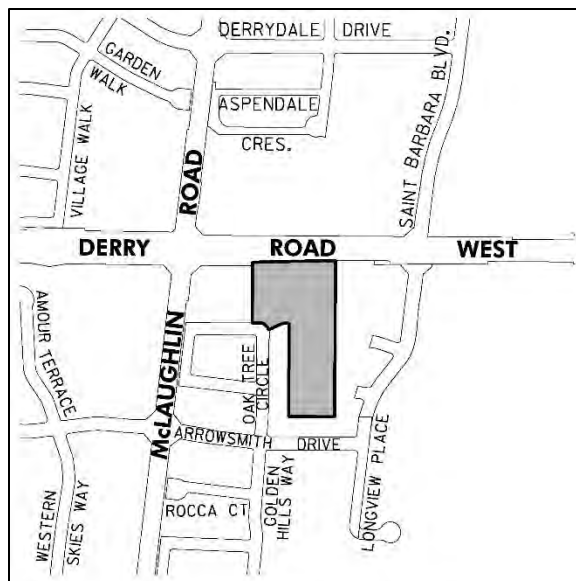 DERRYDALE DRIVE
GARDEN
WALK
ASPENDALE
CRES.
SAINT BARBARA BLVD.
VILLAGE WALK
ROAD
DERRY ROAD WEST
McLAUGHLIN
AMOUR TERRACE
OAK TREE
CIRCLE
ARROWSMITH DRIVE
ROCCA CT
GOLDEN
HILLS WAY
LONGVIEW PLACE
WESTERN
SKIES WAY